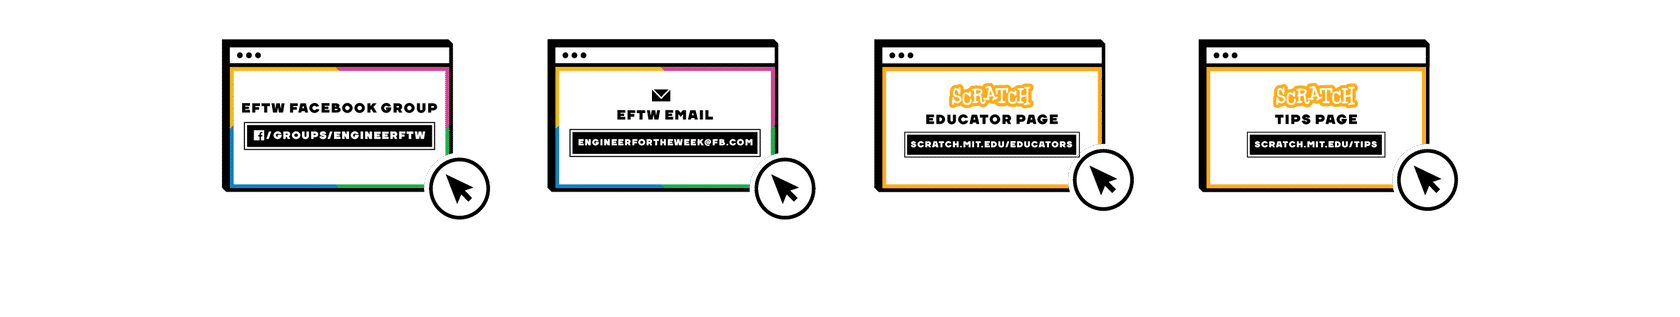 EFTW FACEBOOK GROUP
f/GROUPS/ENGINEERFTW
EFTW EMAIL
ENGINEERFORTHEWEEK@FB.COM
SCRATCH
EDUCATOR PAGE
SCRATCH.MIT.EDU/EDUCATORS
SCRATCH
TIPS PAGE
SCRATCH.MIT.EDU/TIPS